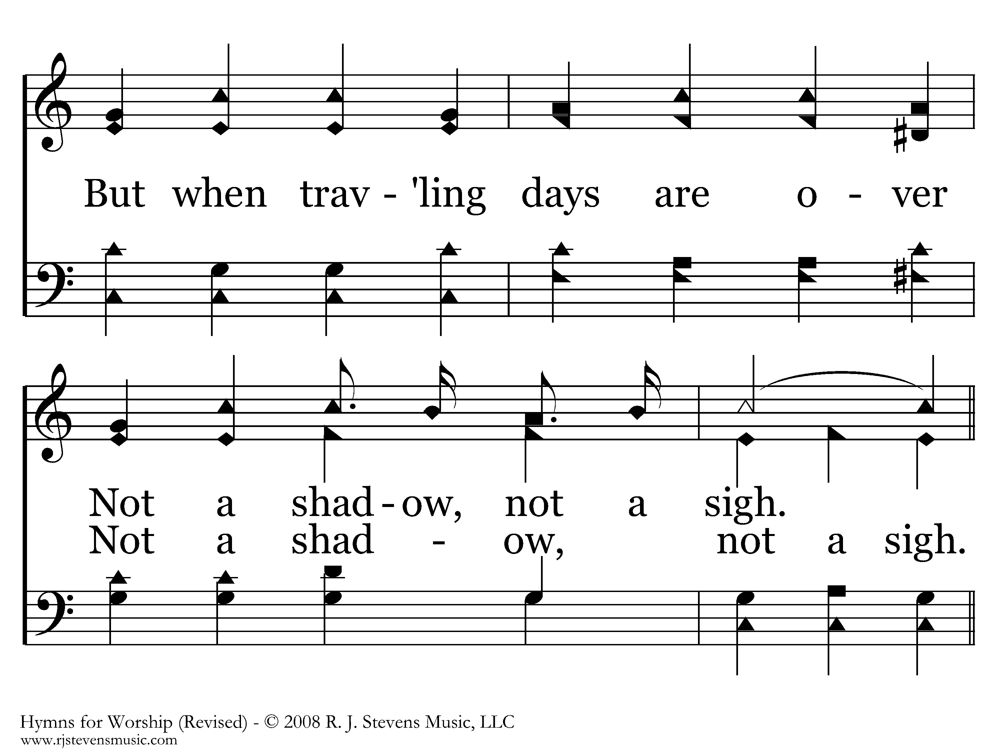 But when trav - 'ling days are o - ver
Not a shad - ow, not a sigh.
Not a shad - ow, not a sigh.
Hymns for Worship (Revised) - © 2008 R. J. Stevens Music, LLC
www.rjstevensmusic.com